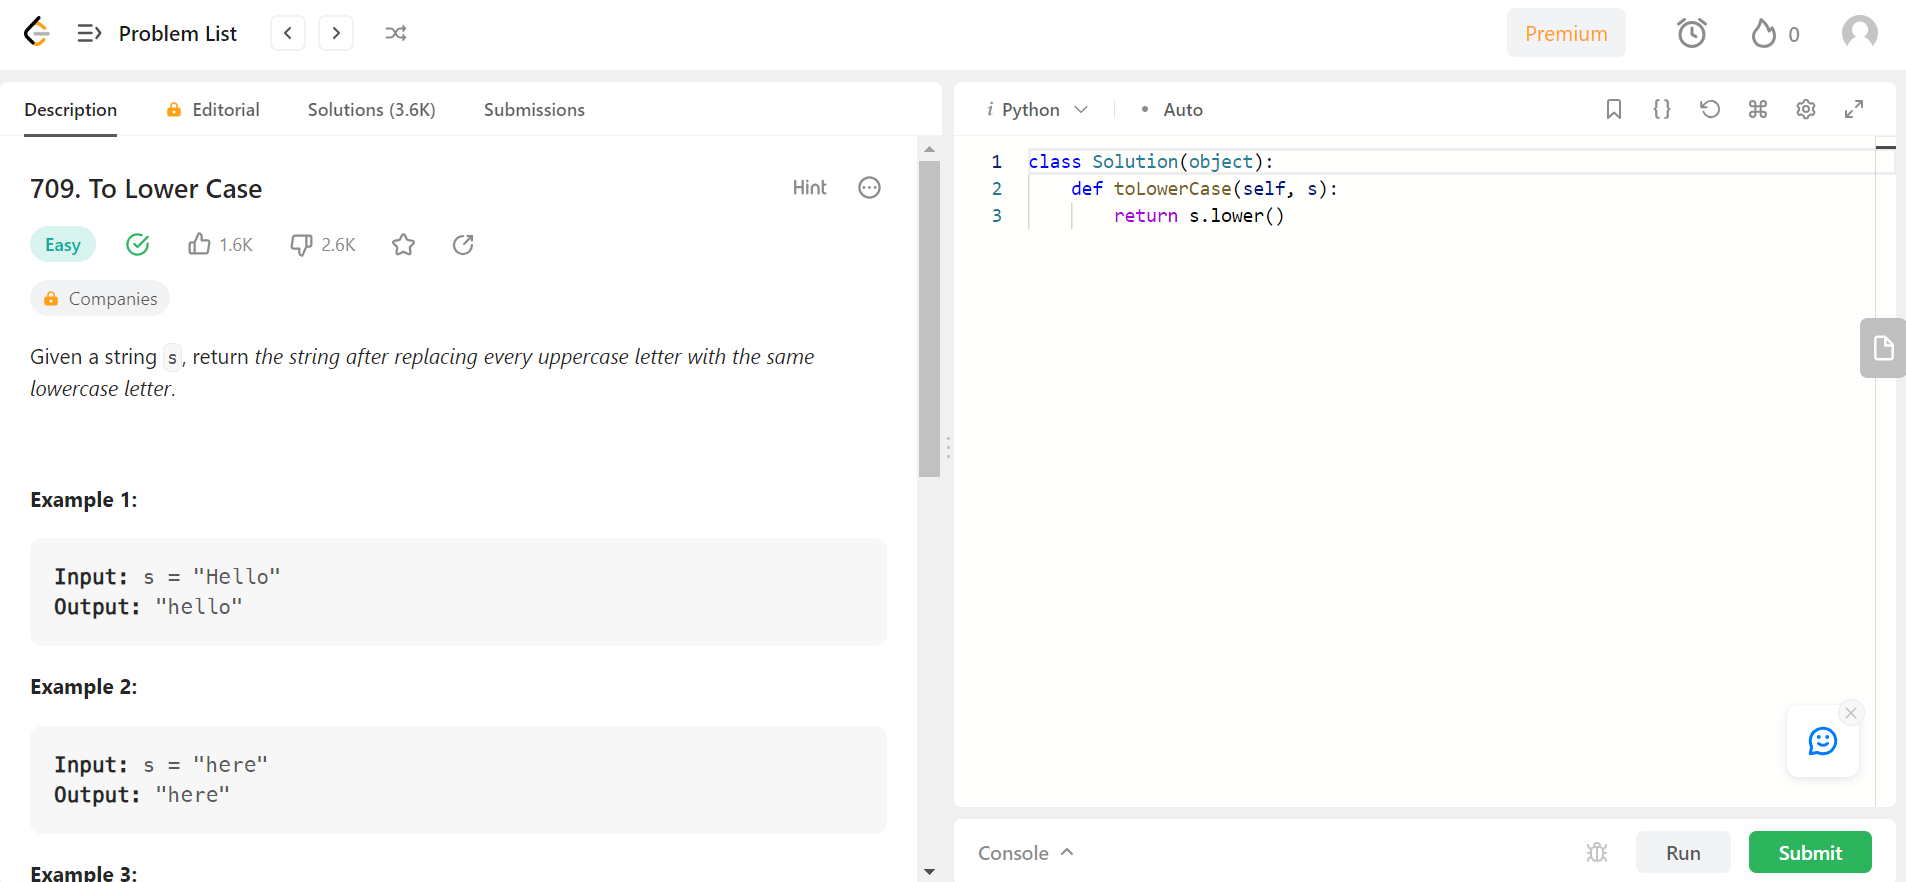 Problem List
Premium
0
Description
Editorial
Solutions (3.6K)
Submissions
709. To Lower Case
Hint
Easy
1.6K
2.6K
Companies
Given a string s, return the string after replacing every uppercase letter with the same
lowercase letter.
Example 1:
Input: s = "Hello"
Output: "hello"
Example 2:
Input: s = "here"
Output: "here"
Example 3:
i Python
• Auto
1 class Solution(object):
2 def toLowerCase(self, s):
3 return s.lower()
Console
Run
Submit